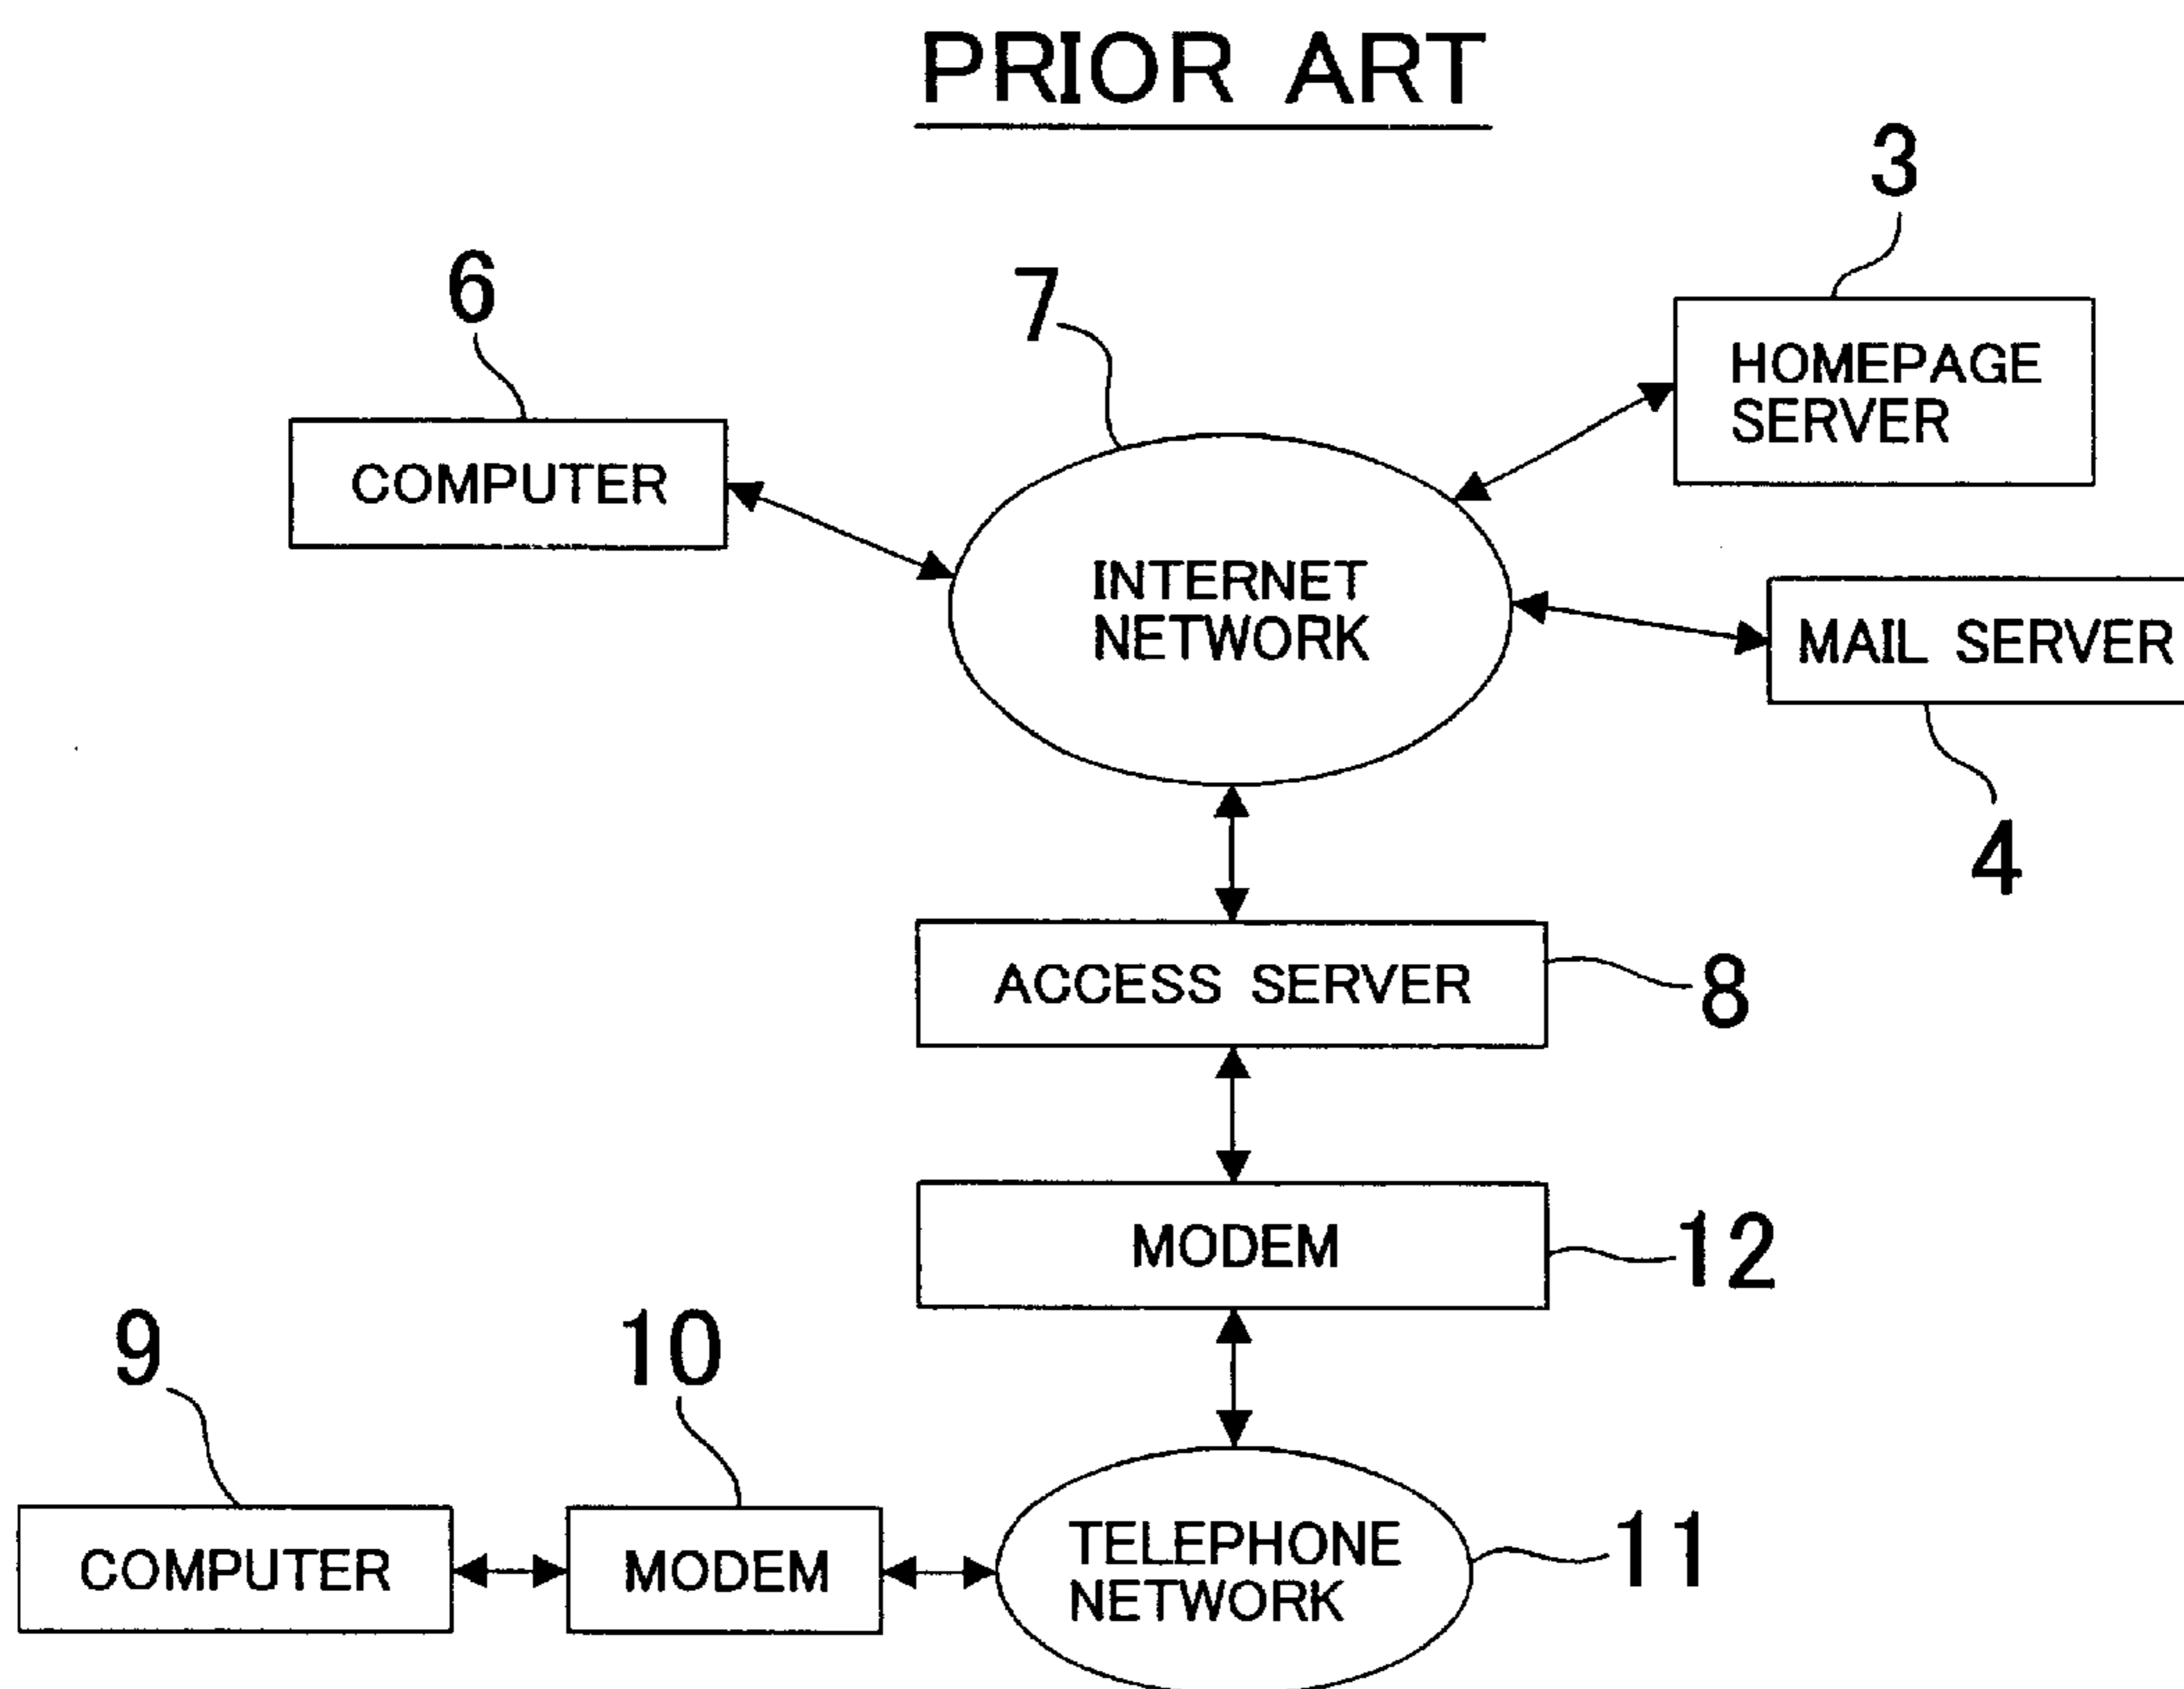 PRIOR ART
3
6
7
HOMEPAGE
SERVER
COMPUTER
INTERNET
NETWORK
MAIL SERVER
4
ACCESS SERVER
8
MODEM
12
9
10
COMPUTER
MODEM
TELEPHONE
NETWORK
11